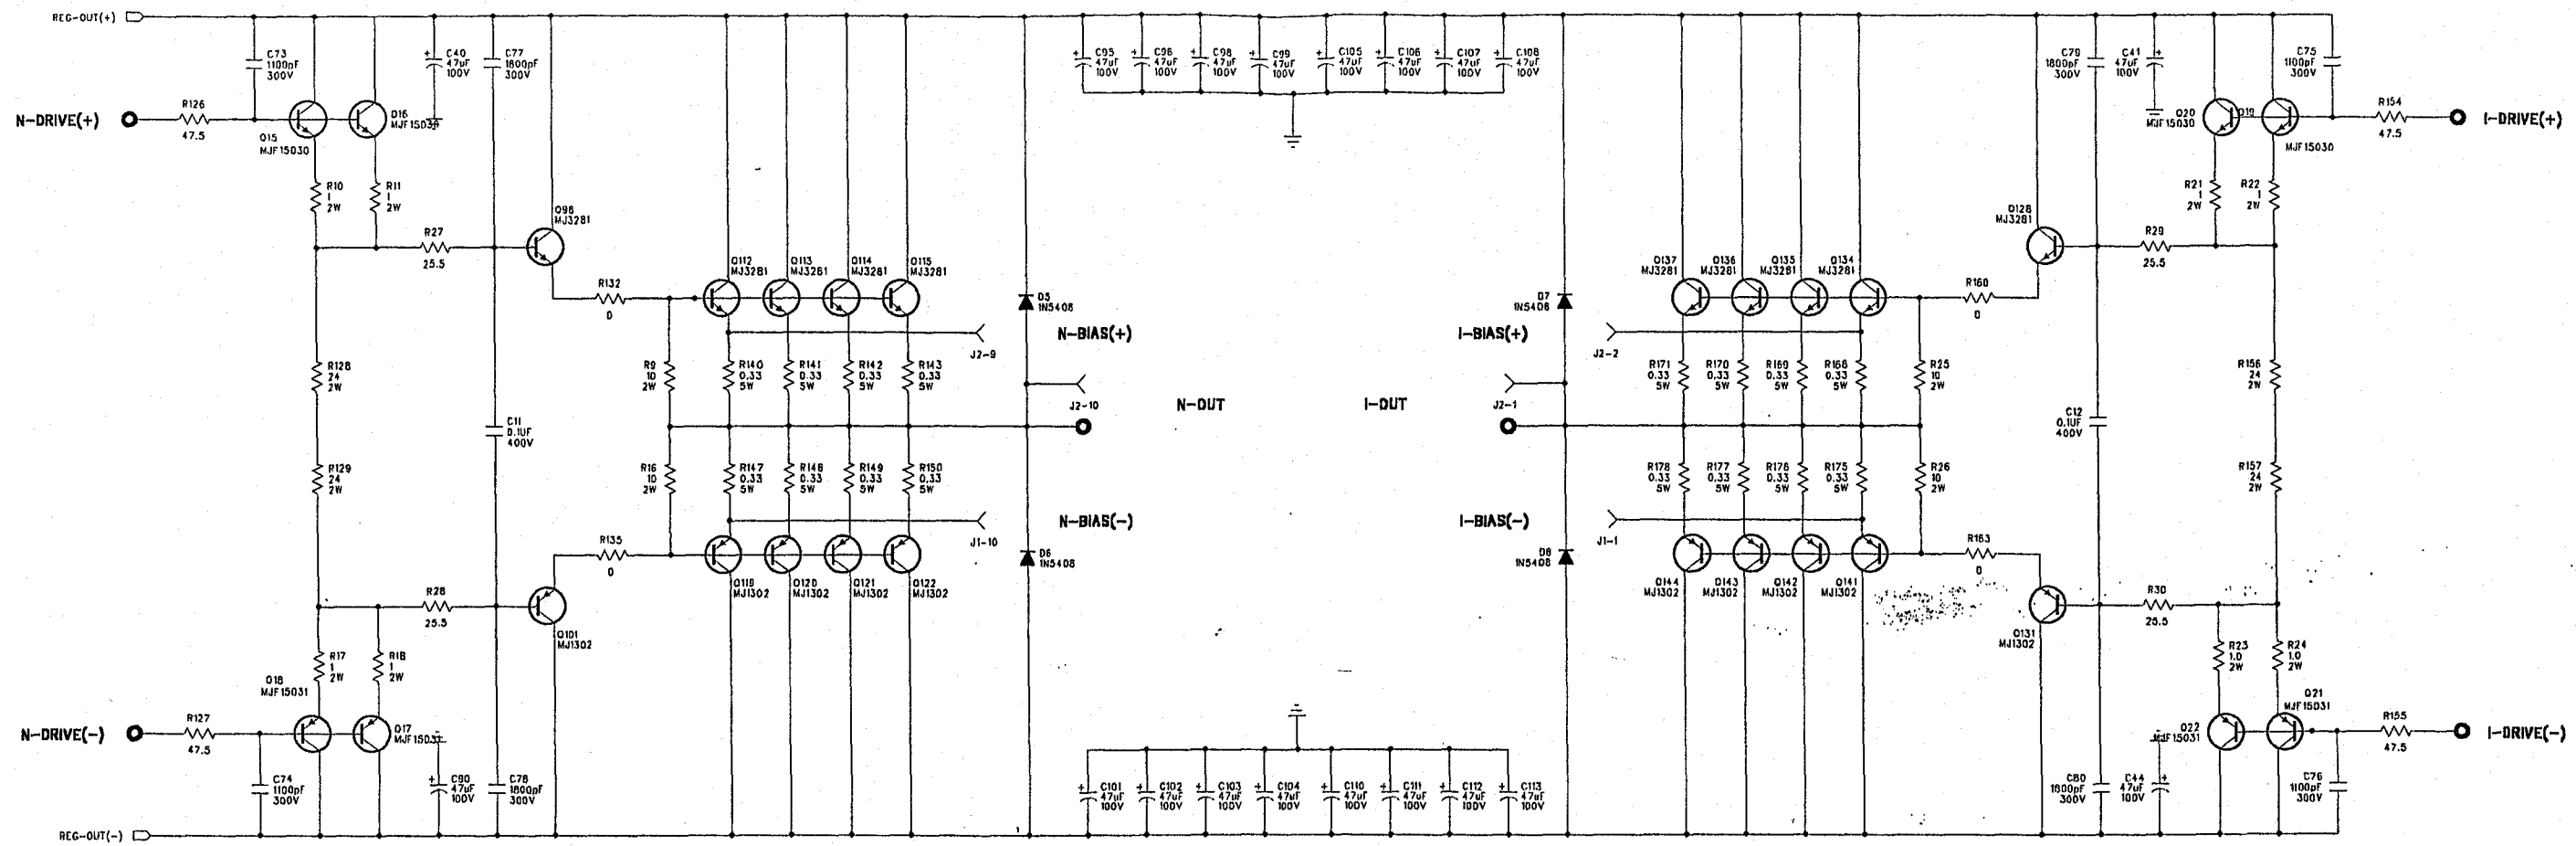 REG-OUT(+)
C73
1100pF
300V
C40
47uF
100V
C77
1800pF
300V
C95
47uF
100V
C96
47uF
100V
C98
47uF
100V
C99
47uF
100V
C105
47uF
100V
C106
47uF
100V
C107
47uF
100V
C108
47uF
100V
C79
1800pF
300V
C41
47uF
100V
C75
1100pF
300V
N-DRIVE(+)
R126
47.5
Q15
MJF15030
Q16
MJF15030
Q20
MJF15030
Q19
MJF15030
R154
47.5
I-DRIVE(+)
R10
1
2W
R11
1
2W
R21
1
2W
R22
1
2W
R27
25.5
Q98
MJ3281
Q128
MJ3281
R29
25.5
R132
0
Q112
MJ3281
Q113
MJ3281
Q114
MJ3281
Q115
MJ3281
D5
1N5408
N-BIAS(+)
J2-9
D7
1N5408
I-BIAS(+)
J2-2
Q137
MJ3281
Q136
MJ3281
Q135
MJ3281
Q134
MJ3281
R160
0
R128
24
2W
R9
10
2W
R140
0.33
5W
R141
0.33
5W
R142
0.33
5W
R143
0.33
5W
R171
0.33
5W
R170
0.33
5W
R169
0.33
5W
R168
0.33
5W
R25
10
2W
R156
24
2W
J2-10
N-OUT
I-OUT
J2-1
C11
0.1UF
400V
C12
0.1UF
400V
R129
24
2W
R16
10
2W
R147
0.33
5W
R148
0.33
5W
R149
0.33
5W
R150
0.33
5W
R178
0.33
5W
R177
0.33
5W
R176
0.33
5W
R175
0.33
5W
R26
10
2W
R157
24
2W
N-BIAS(-)
J1-10
I-BIAS(-)
J1-1
R135
0
Q119
MJ1302
Q120
MJ1302
Q121
MJ1302
Q122
MJ1302
D6
1N5408
D8
1N5408
Q144
MJ1302
Q143
MJ1302
Q142
MJ1302
Q141
MJ1302
R163
0
R28
25.5
Q101
MJ1302
Q131
MJ1302
R30
25.5
R17
1
2W
R18
1
2W
R23
1.0
2W
R24
1.0
2W
Q18
MJF15031
Q17
MJF15031
Q22
MJF15031
Q21
MJF15031
N-DRIVE(-)
R127
47.5
R155
47.5
I-DRIVE(-)
C74
1100pF
300V
C90
47uF
100V
C78
1800pF
300V
C101
47uF
100V
C102
47uF
100V
C103
47uF
100V
C104
47uF
100V
C110
47uF
100V
C111
47uF
100V
C112
47uF
100V
C113
47uF
100V
C80
1800pF
300V
C44
47uF
100V
C76
1100pF
300V
REG-OUT(-)